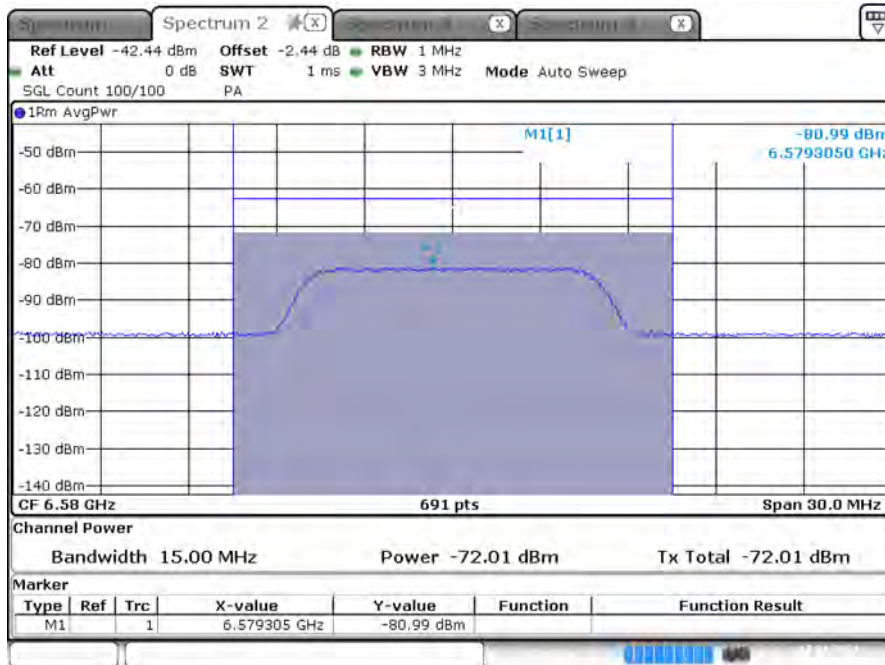 Spectrum Spectrum 2 X Spectrum X Spectrum X
Ref Level -42.44 dBm Offset -2.44 dB RBW 1 MHz
Att 0 dB SWT 1 ms VBW 3 MHz Mode Auto Sweep
SGL Count 100/100 PA
1Rm AvgPwr
M1[1] -80.99 dBm
6.5793050 GHz
-50 dBm
-60 dBm
-70 dBm
-80 dBm
-90 dBm
-100 dBm
-110 dBm
-120 dBm
-130 dBm
-140 dBm
CF 6.58 GHz 691 pts Span 30.0 MHz
Channel Power
Bandwidth 15.00 MHz Power -72.01 dBm Tx Total -72.01 dBm
Marker
Type Ref Trc X-value Y-value Function Function Result
M1 1 6.579305 GHz -80.99 dBm